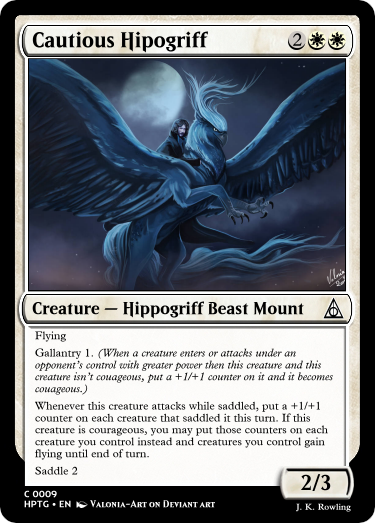 Cautious Hipogriff 2
Valonia
Creature — Hippogriff Beast Mount
Flying
Gallantry 1. (When a creature enters or attacks under an
opponent's control with greater power then this creature and this
creature isn't couageous, put a +1/+1 counter on it and it becomes
couageous.)
Whenever this creature attacks while saddled, put a +1/+1
counter on each creature that saddled it this turn. If this
creature is courageous, you may put those counters on each
creature you control instead and creatures you control gain
flying until end of turn.
Saddle 2
2/3
C 0009
HPTG • EN Valonia-Art on Deviant art
J. K. Rowling